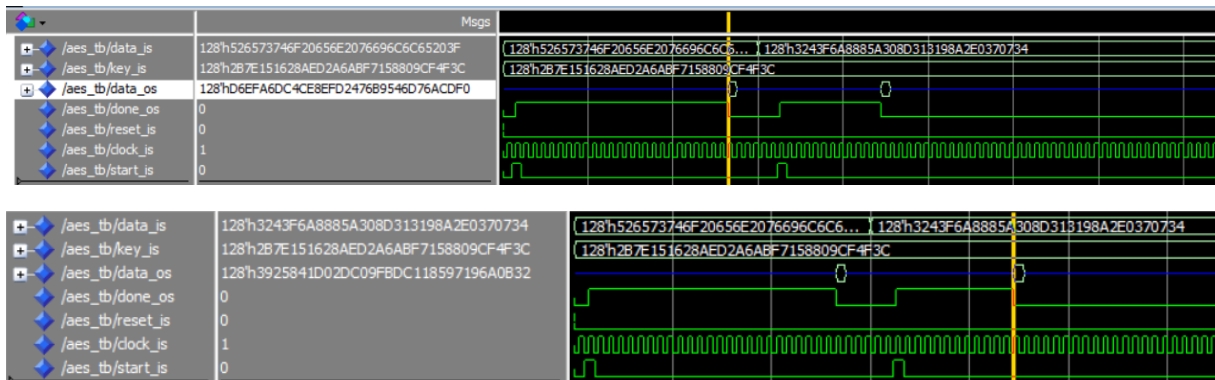 Msgs
/aes_tb/data_is 128'h526573746F20656E2076696C6C65203F 128'h526573746F20656E2076696C6C6... 128'h3243F6A8885A308D313198A2E0370734
/aes_tb/key_is 128'h2B7E151628AED2A6ABF7158809CF4F3C 128'h2B7E151628AED2A6ABF7158809CF4F3C
/aes_tb/data_os 128'hD6EFA6DC4CE8EFD2476B9546D76ACDF0
/aes_tb/done_os 0
/aes_tb/reset_is 0
/aes_tb/clock_is 1
/aes_tb/start_is 0
/aes_tb/data_is 128'h3243F6A8885A308D313198A2E0370734 128'h526573746F20656E2076696C6C6... 128'h3243F6A8885A308D313198A2E0370734
/aes_tb/key_is 128'h2B7E151628AED2A6ABF7158809CF4F3C 128'h2B7E151628AED2A6ABF7158809CF4F3C
/aes_tb/data_os 128'h3925841D02DC09FBDC118597196A0B32
/aes_tb/done_os 0
/aes_tb/reset_is 0
/aes_tb/clock_is 1
/aes_tb/start_is 0